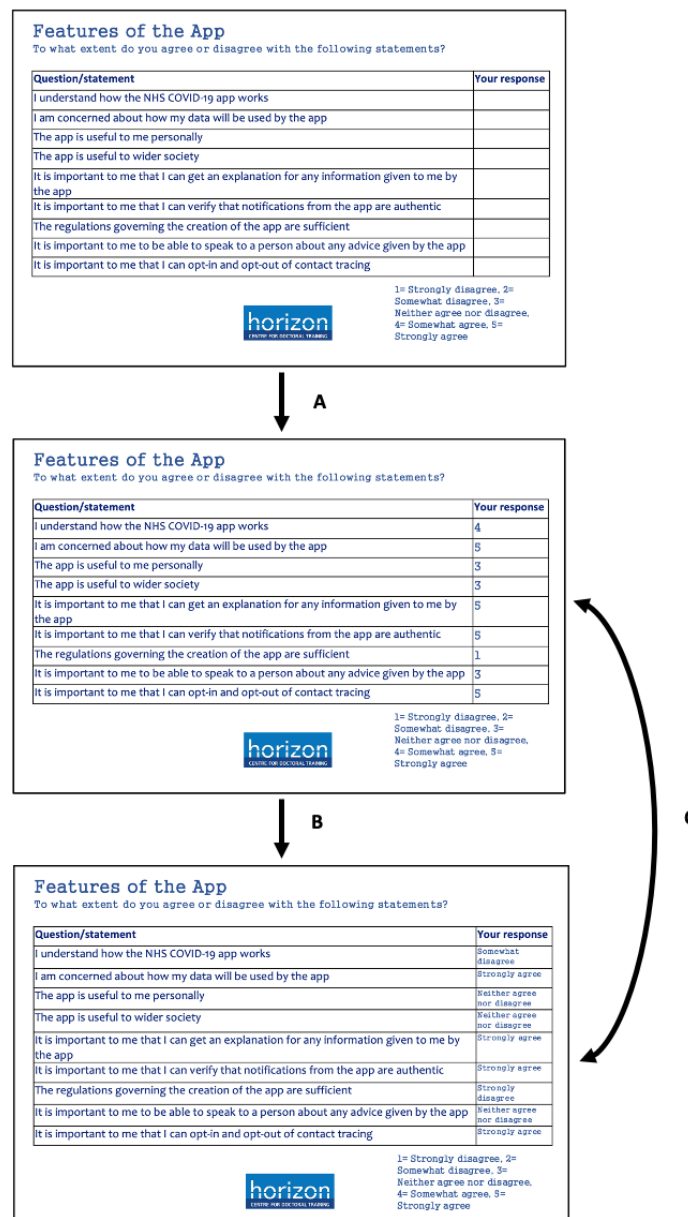 Features of the App
To what extent do you agree or disagree with the following statements?
Question/statement Your response
I understand how the NHS COVID-19 app works
I am concerned about how my data will be used by the app
The app is useful to me personally
The app is useful to wider society
It is important to me that I can get an explanation for any information given to me by
the app
It is important to me that I can verify that notifications from the app are authentic
The regulations governing the creation of the app are sufficient
It is important to me to be able to speak to a person about any advice given by the app
It is important to me that I can opt-in and opt-out of contact tracing
1= Strongly disagree, 2=
Somewhat disagree, 3=
Neither agree nor disagree,
4= Somewhat agree, 5=
Strongly agree
horizon
CENTRE FOR DOCTORAL TRAINING
A
Features of the App
To what extent do you agree or disagree with the following statements?
Question/statement Your response
I understand how the NHS COVID-19 app works 4
I am concerned about how my data will be used by the app 5
The app is useful to me personally 3
The app is useful to wider society 3
It is important to me that I can get an explanation for any information given to me by 5
the app
It is important to me that I can verify that notifications from the app are authentic 5
The regulations governing the creation of the app are sufficient 1
It is important to me to be able to speak to a person about any advice given by the app 3
It is important to me that I can opt-in and opt-out of contact tracing 5
1= Strongly disagree, 2=
Somewhat disagree, 3=
Neither agree nor disagree,
4= Somewhat agree, 5=
Strongly agree
horizon
CENTRE FOR DOCTORAL TRAINING
B
Features of the App
To what extent do you agree or disagree with the following statements?
Question/statement Your response
I understand how the NHS COVID-19 app works Somewhat
disagree
I am concerned about how my data will be used by the app Strongly agree
The app is useful to me personally Neither agree
nor disagree
The app is useful to wider society Neither agree
nor disagree
It is important to me that I can get an explanation for any information given to me by Strongly agree
the app
It is important to me that I can verify that notifications from the app are authentic Strongly agree
The regulations governing the creation of the app are sufficient Strongly
disagree
It is important to me to be able to speak to a person about any advice given by the app Neither agree
nor disagree
It is important to me that I can opt-in and opt-out of contact tracing Strongly agree
1= Strongly disagree, 2=
Somewhat disagree, 3=
Neither agree nor disagree,
4= Somewhat agree, 5=
Strongly agree
horizon
CENTRE FOR DOCTORAL TRAINING